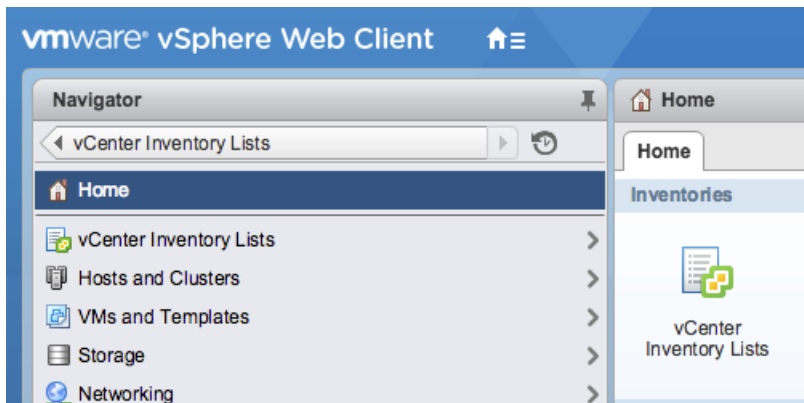 vmware® vSphere Web Client
Navigator
vCenter Inventory Lists
Home
vCenter Inventory Lists
Hosts and Clusters
VMs and Templates
Storage
Networking
Home
Home
Inventories
vCenter
Inventory Lists